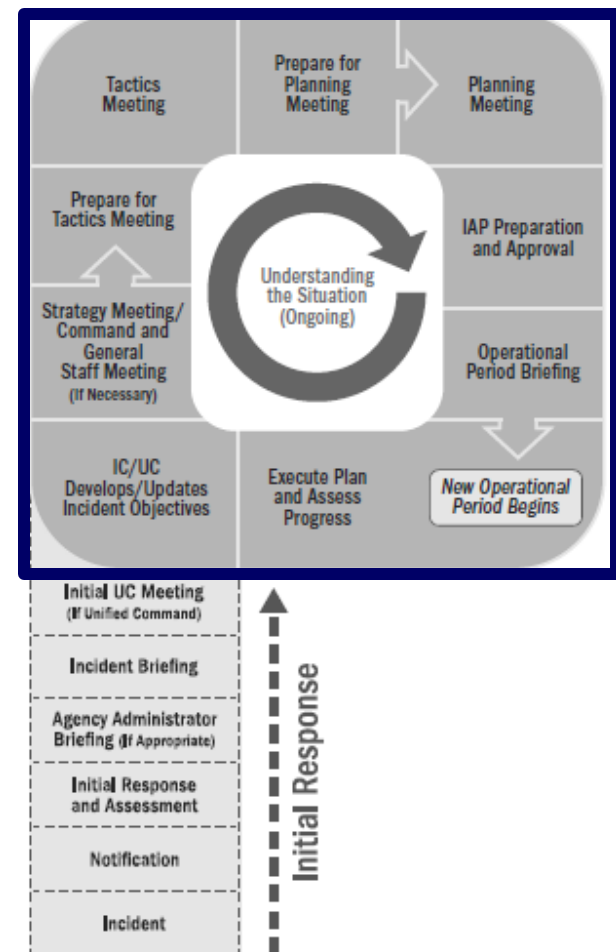 Tactics
Meeting
Prepare for
Planning
Meeting
Planning
Meeting
Prepare for
Tactics Meeting
IAP Preparation
and Approval
Understanding
the Situation
(Ongoing)
Strategy Meeting/
Command and
General
Staff Meeting
(If Necessary)
Operational
Period Briefing
IC/UC
Develops/Updates
Incident Objectives
Execute Plan
and Assess
Progress
New Operational
Period Begins
Initial UC Meeting
(If Unified Command)
Incident Briefing
Agency Administrator
Briefing (If Appropriate)
Initial Response
and Assessment
Notification
Incident
Initial Response